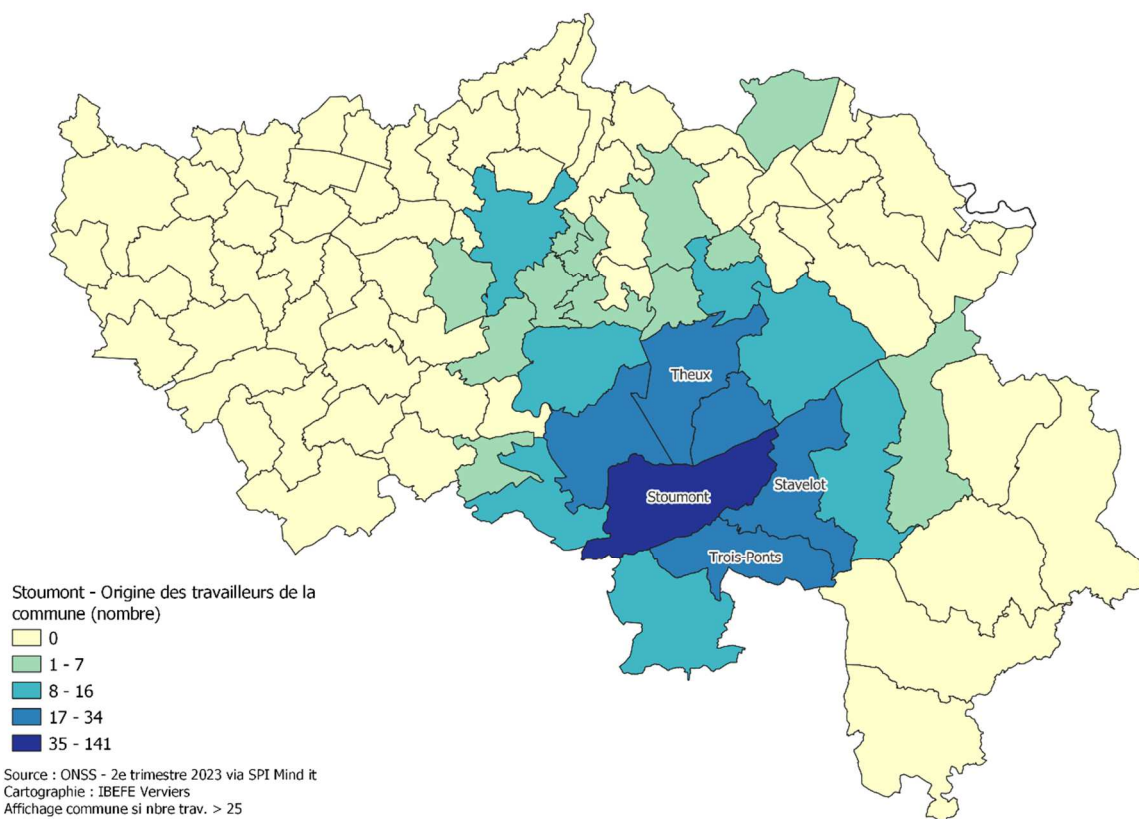 Theux
Stoumont
Stavelot
Trois-Ponts
Stoumont - Origine des travailleurs de la
commune (nombre)
0
1 - 7
8 - 16
17 - 34
35 - 141
Source : ONSS - 2e trimestre 2023 via SPI Mind it
Cartographie : IBEFE Verviers
Affichage commune si nbre trav. > 25